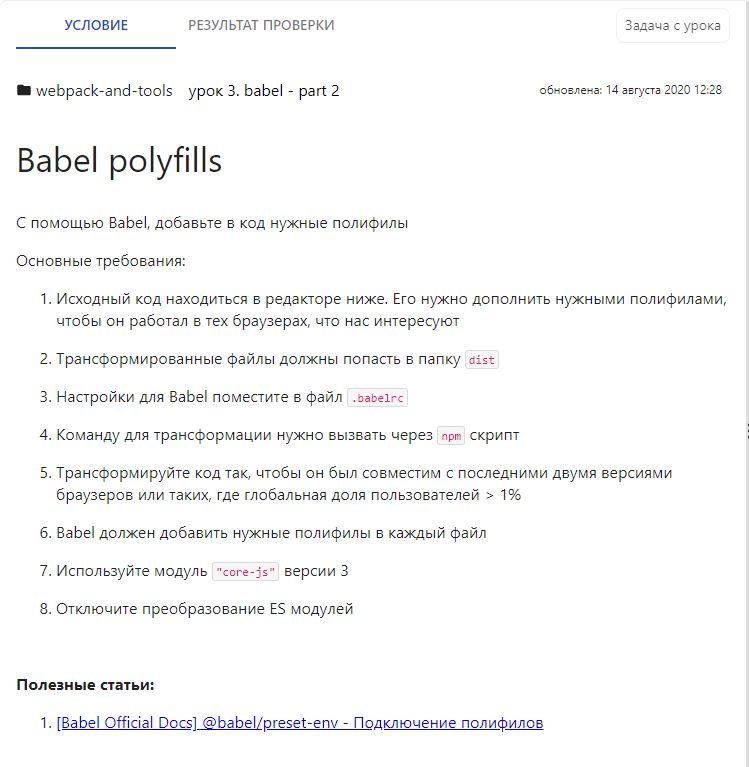 УСЛОВИЕ РЕЗУЛЬТАТ ПРОВЕРКИ Задача с урока
webpack-and-tools урок 3. babel - part 2 обновлена: 14 августа 2020 12:28
Babel polyfills
С помощью Babel, добавьте в код нужные полифилы
Основные требования:
1. Исходный код находиться в редакторе ниже. Его нужно дополнить нужными полифилами,
чтобы он работал в тех браузерах, что нас интересуют
2. Трансформированные файлы должны попасть в папку dist
3. Настройки для Babel поместите в файл .babelrc
4. Команду для трансформации нужно вызвать через npm скрипт
5. Трансформируйте код так, чтобы он был совместим с последними двумя версиями
браузеров или таких, где глобальная доля пользователей > 1%
6. Babel должен добавить нужные полифилы в каждый файл
7. Используйте модуль "core-js" версии 3
8. Отключите преобразование ES модулей
Полезные статьи:
1. [Babel Official Docs] @babel/preset-env - Подключение полифилов